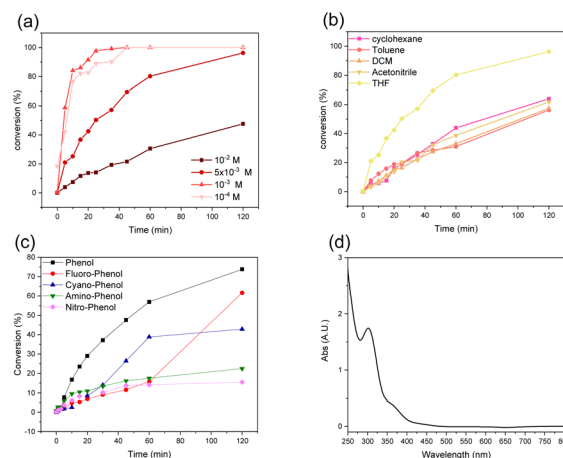 (a)
100
80
60
40
20
0
conversion (%)
10⁻² M
5x10⁻³ M
10⁻³ M
10⁻⁴ M
0 20 40 60 80 100 120
Time (min)
(b)
cyclohexane
Toluene
DCM
Acetonitrile
THF
100
90
80
70
60
50
40
30
20
10
0
conversion (%)
0 20 40 60 80 100 120
Time (min)
(c)
Phenol
Fluoro-Phenol
Cyano-Phenol
Amino-Phenol
Nitro-Phenol
80
70
60
50
40
30
20
10
0
Conversion (%)
0 20 40 60 80 100 120
Time (min)
(d)
3
2
1
0
Abs (A.U.)
250 300 350 400 450 500 550 600 650 700 750 800
Wavelength (nm)